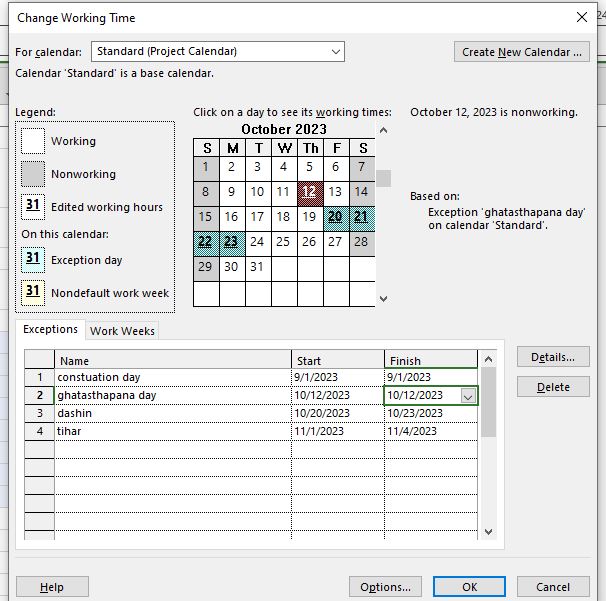 Change Working Time
For calendar: Standard (Project Calendar)
Create New Calendar ...
Calendar 'Standard' is a base calendar.
Legend:
Working
Nonworking
31 Edited working hours
On this calendar:
31 Exception day
31 Nondefault work week
Click on a day to see its working times:
October 2023
S M T W Th F S
1 2 3 4 5 6 7
8 9 10 11 12 13 14
15 16 17 18 19 20 21
22 23 24 25 26 27 28
29 30 31
October 12, 2023 is nonworking.
Based on:
Exception 'ghatasthapana day'
on calendar 'Standard'.
Exceptions Work Weeks
Name Start Finish
1 constuation day 9/1/2023 9/1/2023
2 ghatasthapana day 10/12/2023 10/12/2023
3 dashin 10/20/2023 10/23/2023
4 tihar 11/1/2023 11/4/2023
Details...
Delete
Help
Options...
OK
Cancel